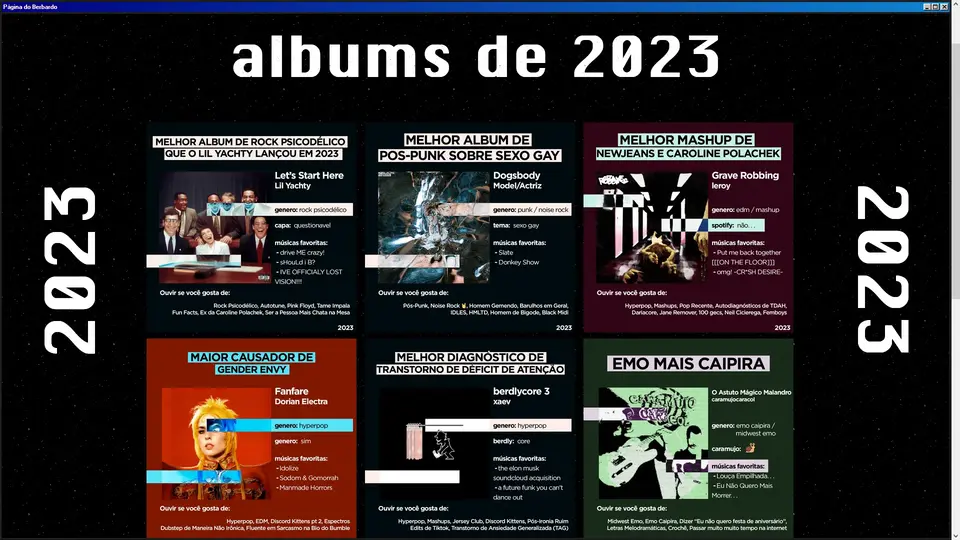 Página do Berbardo
albums de 2023
2023
2023
MELHOR ALBUM DE ROCK PSICODÉLICO
QUE O LIL YACHTY LANÇOU EM 2023
Let's Start Here
Lil Yachty
genero: rock psicodélico
capa: questionavel
músicas favoritas:
- drive ME crazy!
- sHouLd i B?
- IVE OFFICIALY LOST
VISION!!!!
Ouvir se você gosta de:
Rock Psicodélico, Autotune, Pink Floyd, Tame Impala
Fun Facts, Ex da Caroline Polachek, Ser a Pessoa Mais Chata na Mesa
2023
MELHOR ALBUM DE
POS-PUNK SOBRE SEXO GAY
Dogsbody
Model/Actriz
genero: punk / noise rock
tema: sexo gay
músicas favoritas:
- Slate
- Donkey Show
Ouvir se você gosta de:
Pós-Punk, Noise Rock 🤘, Homem Gemendo, Barulhos em Geral,
IDLES, HMLTD, Homem de Bigode, Black Midi
2023
MELHOR MASHUP DE
NEWJEANS E CAROLINE POLACHEK
Grave Robbing
leroy
genero: edm / mashup
spotify: não. . .
músicas favoritas:
- Put me back together
[[[ON THE FLOOR]]]
- omg! -CR*SH DESIRE-
Ouvir se você gosta de:
Hyperpop, Mashups, Pop Recente, Autodiagnósticos de TDAH,
Dariacore, Jane Remover, 100 gecs, Neil Cicierega, Femboys
2023
MAIOR CAUSADOR DE
GENDER ENVY
Fanfare
Dorian Electra
genero: hyperpop
genero: sim
músicas favoritas:
- Idolize
- Sodom & Gomorrah
- Manmade Horrors
Ouvir se você gosta de:
Hyperpop, EDM, Discord Kittens pt 2, Espectros
Dubstep de Maneira Não Irônica, Fluente em Sarcasmo na Bio do Bumble
MELHOR DIAGNÓSTICO DE
TRANSTORNO DE DÉFICIT DE ATENÇÃO
berdlycore 3
xaev
genero: hyperpop
berdly: core
músicas favoritas:
- the elon musk
soundcloud acquisition
- a future funk you can't
dance out
Ouvir se você gosta de:
Hyperpop, Mashups, Jersey Club, Discord Kittens, Pós-ironia Ruim
Edits de Tiktok, Transtorno de Ansiedade Generalizada (TAG)
EMO MAIS CAIPIRA
O Astuto Mágico Malandro
caramujocaracol
genero: emo caipira /
midwest emo
caramujo: 🐌
músicas favoritas:
- Louça Empilhada. . .
- Eu Não Quero Mais
Morrer. . .
Ouvir se você gosta de:
Midwest Emo, Emo Caipira, Dizer "Eu não quero festa de aniversário",
Letras Melodramáticas, Crochê, Passar muito muito tempo na internet